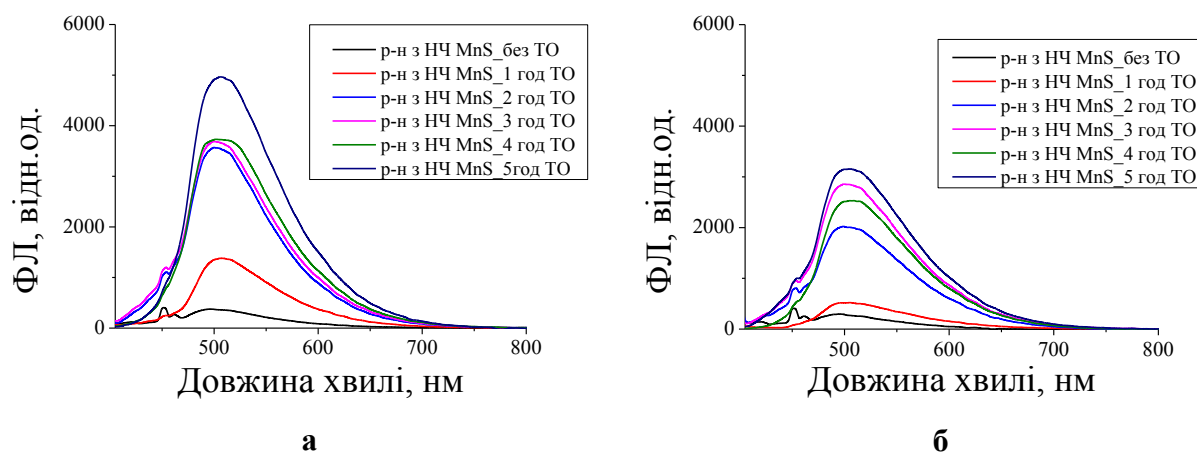 6000
4000
2000
0
ФЛ, відн.од.
р-н з НЧ MnS_без ТО
р-н з НЧ MnS_1 год ТО
р-н з НЧ MnS_2 год ТО
р-н з НЧ MnS_3 год ТО
р-н з НЧ MnS_4 год ТО
р-н з НЧ MnS_5год ТО
500 600 700 800
Довжина хвилі, нм
а
6000
4000
2000
0
ФЛ, відн.од.
р-н з НЧ MnS_без ТО
р-н з НЧ MnS_1 год ТО
р-н з НЧ MnS_2 год ТО
р-н з НЧ MnS_3 год ТО
р-н з НЧ MnS_4 год ТО
р-н з НЧ MnS_5 год ТО
500 600 700 800
Довжина хвилі, нм
б